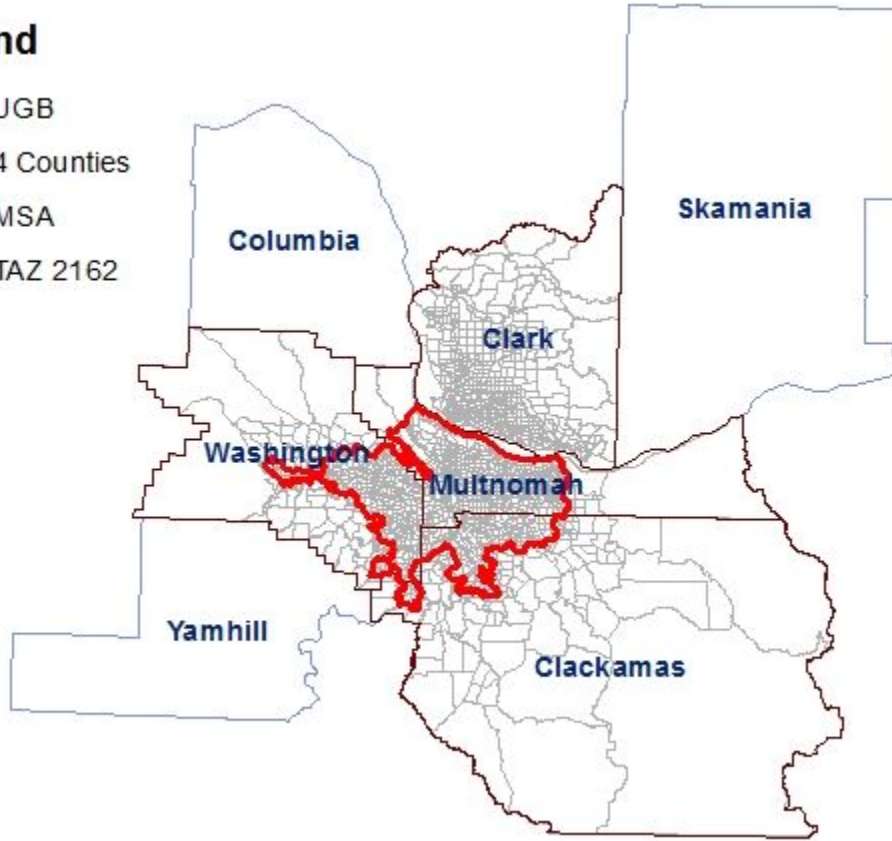 nd
UGB
4 Counties
MSA
TAZ 2162
Skamania
Columbia
Clark
Washington
Multnomah
Yamhill
Clackamas